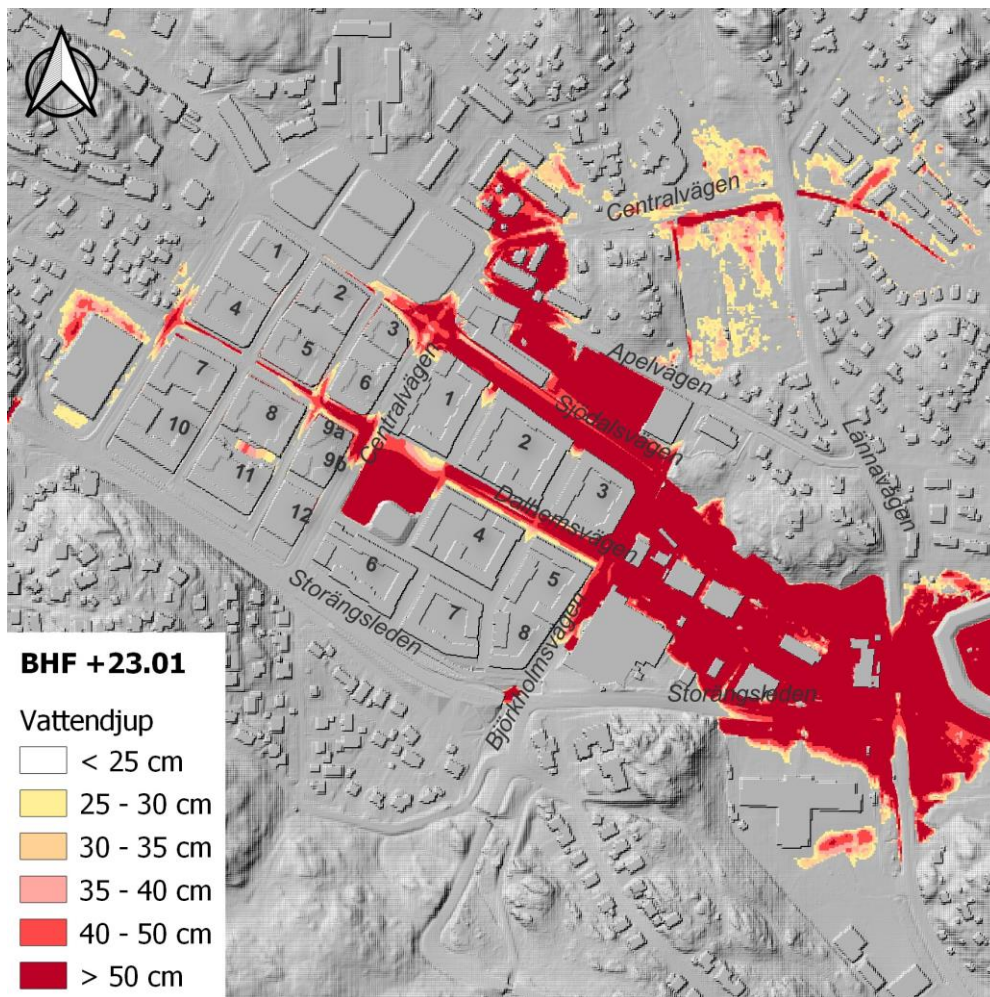 Centralvägen
1
2
4
3
5
6
7
8
9a
9b
10
11
12
Centralvägen
Apelvägen
Sjödalsvägen
Lännavägen
1
2
3
Dalhemsvägen
4
5
6
7
8
Storängsleden
Björkholmsvägen
Storängsleden
BHF +23.01
Vattendjup
< 25 cm
25 - 30 cm
30 - 35 cm
35 - 40 cm
40 - 50 cm
> 50 cm